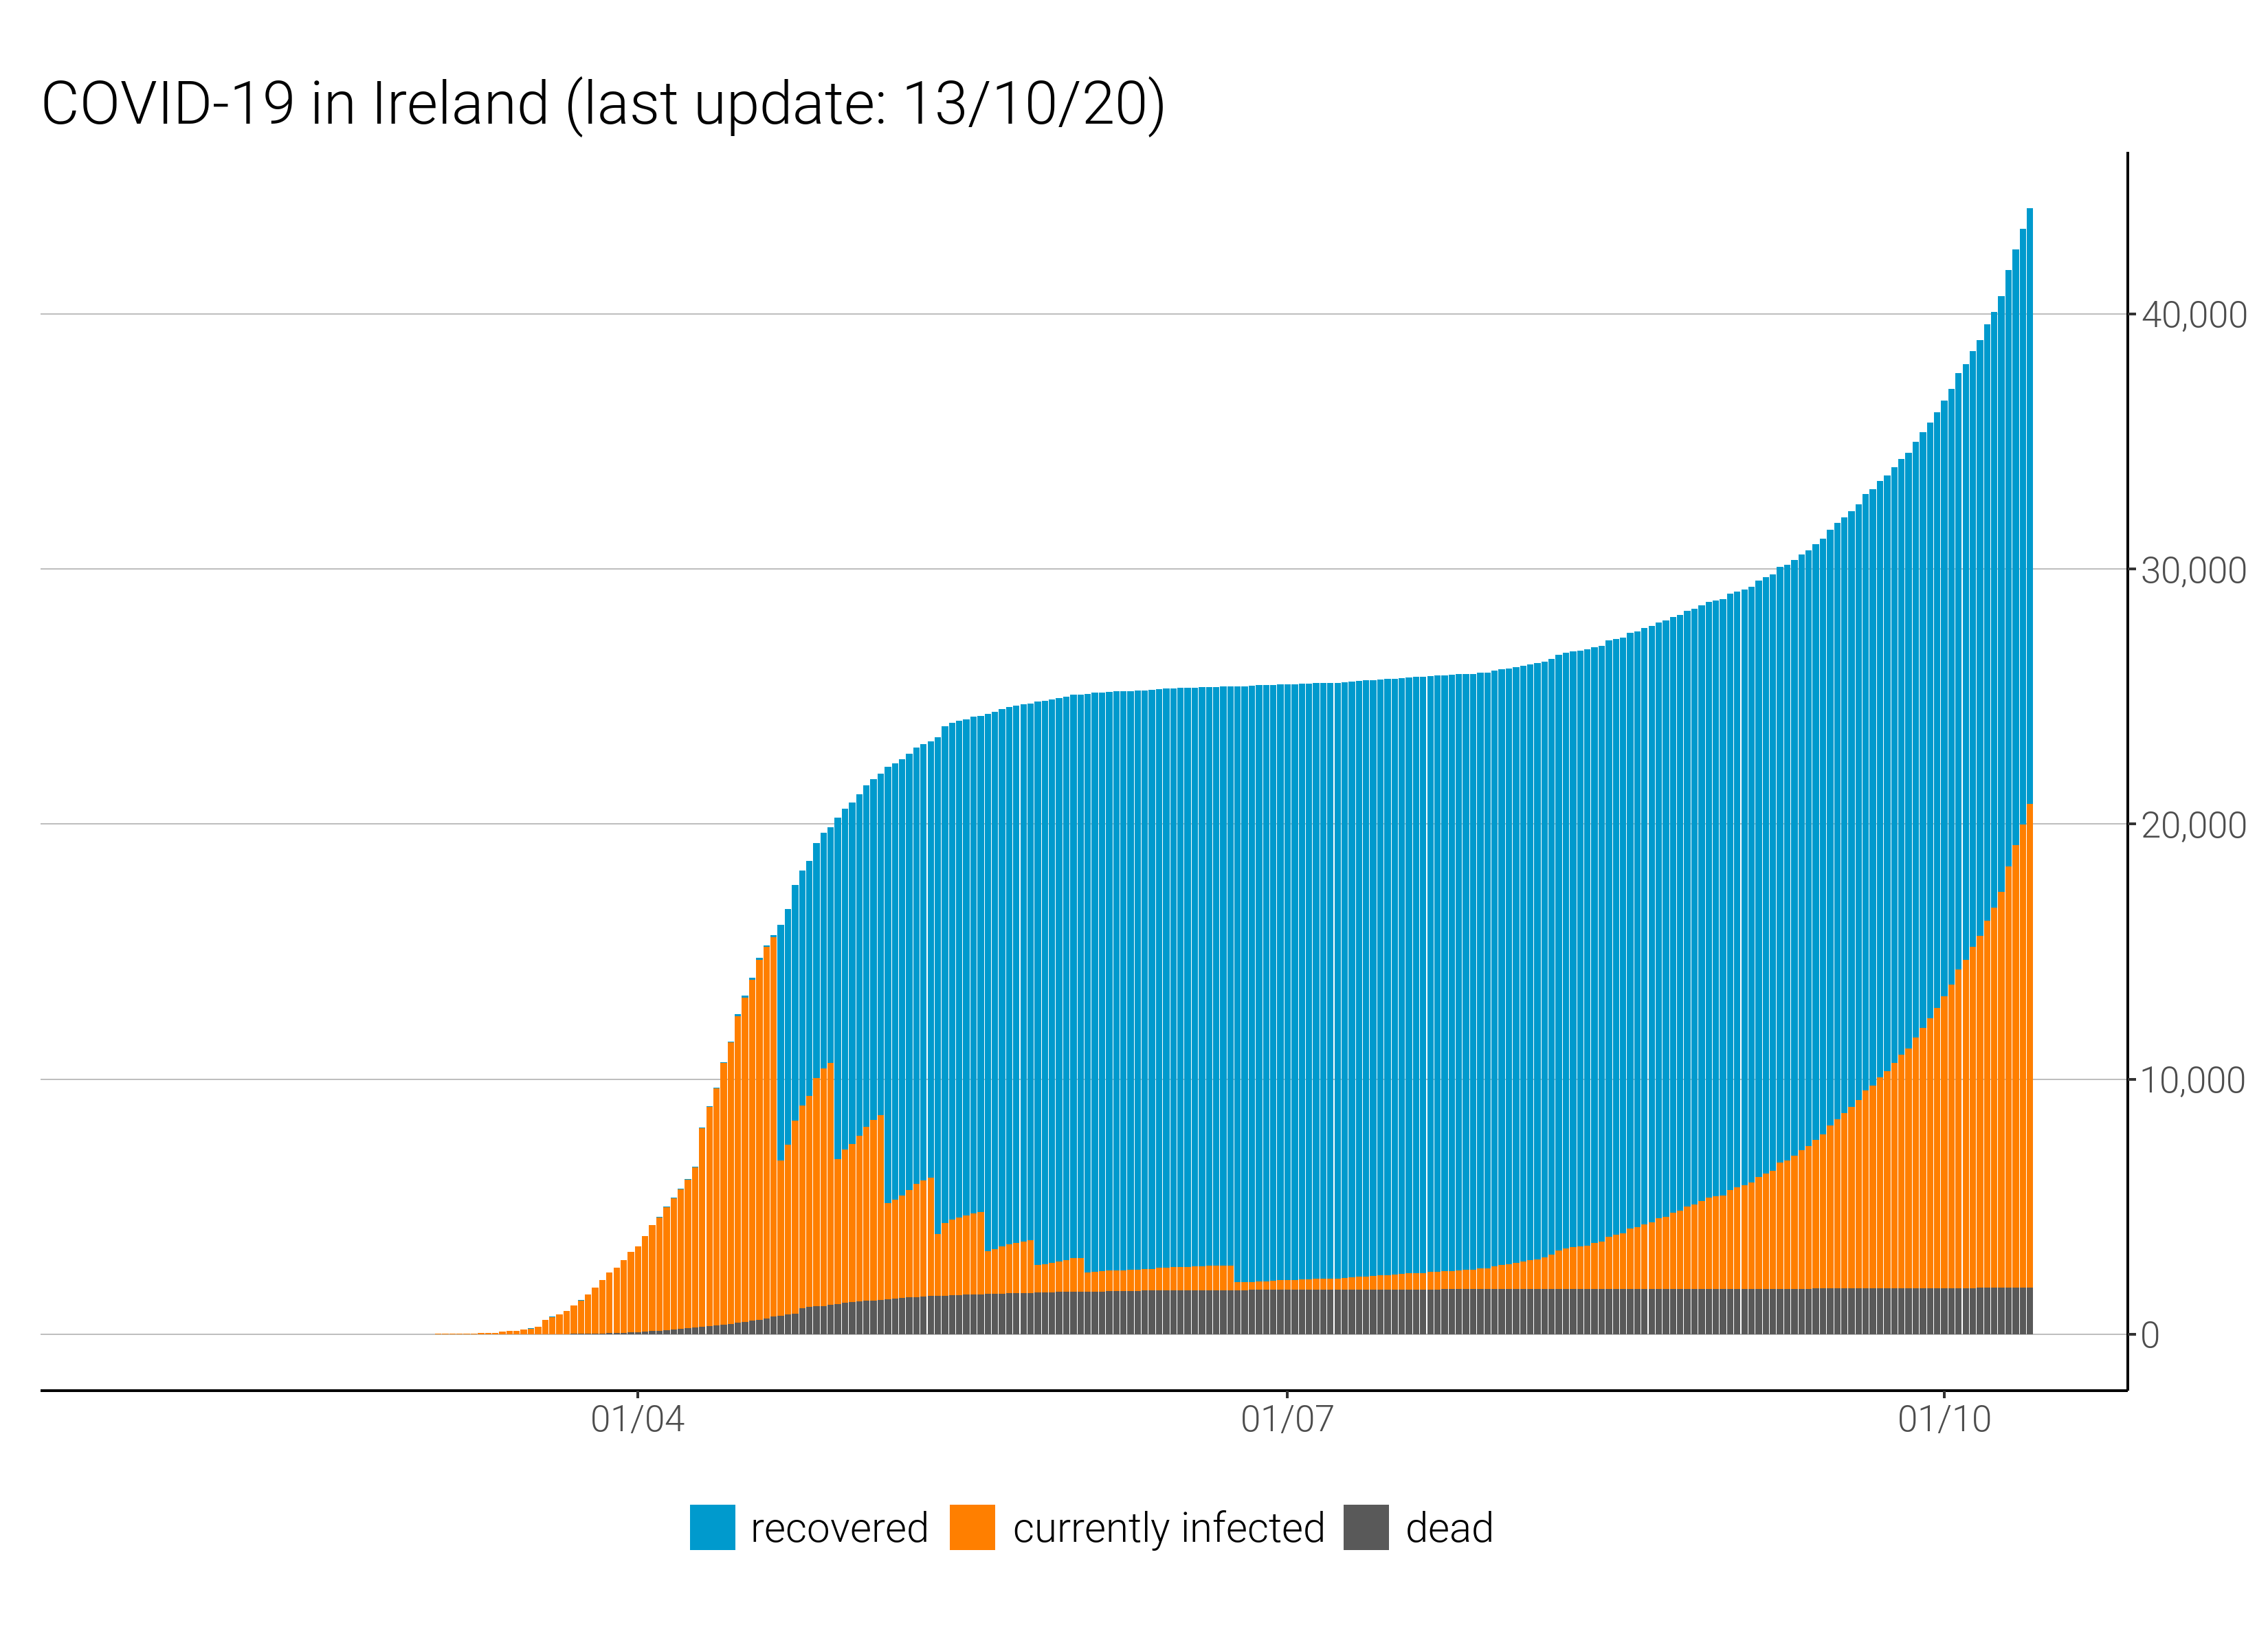 COVID-19 in Ireland (last update: 13/10/20)
40,000
30,000
20,000
10,000
0
01/04 01/07 01/10
recovered currently infected dead